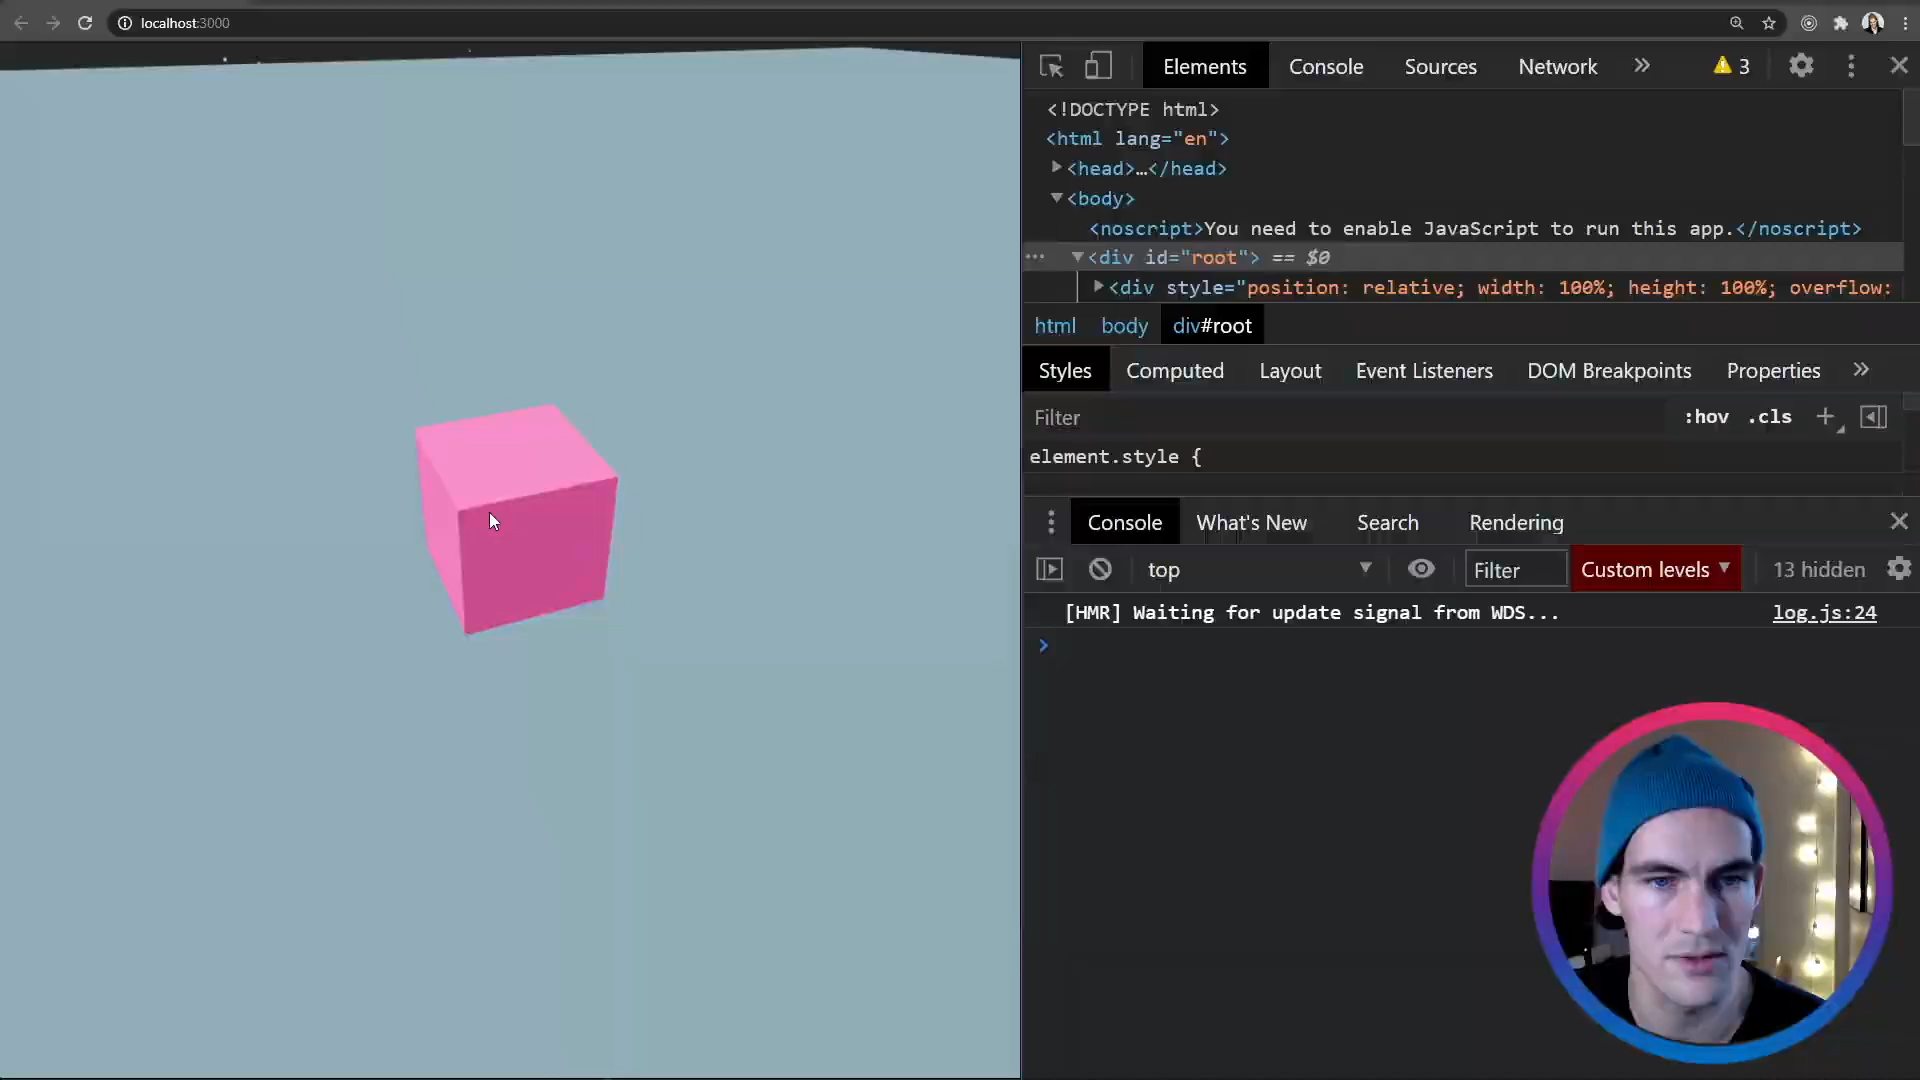 localhost:3000
Elements Console Sources Network » 3
<!DOCTYPE html>
<html lang="en">
<head>…</head>
<body>
<noscript>You need to enable JavaScript to run this app.</noscript>
<div id="root"> == $0
<div style="position: relative; width: 100%; height: 100%; overflow:
html body div#root
Styles Computed Layout Event Listeners DOM Breakpoints Properties »
Filter :hov .cls +
element.style {
Console What's New Search Rendering
top Filter Custom levels 13 hidden
[HMR] Waiting for update signal from WDS... log.js:24